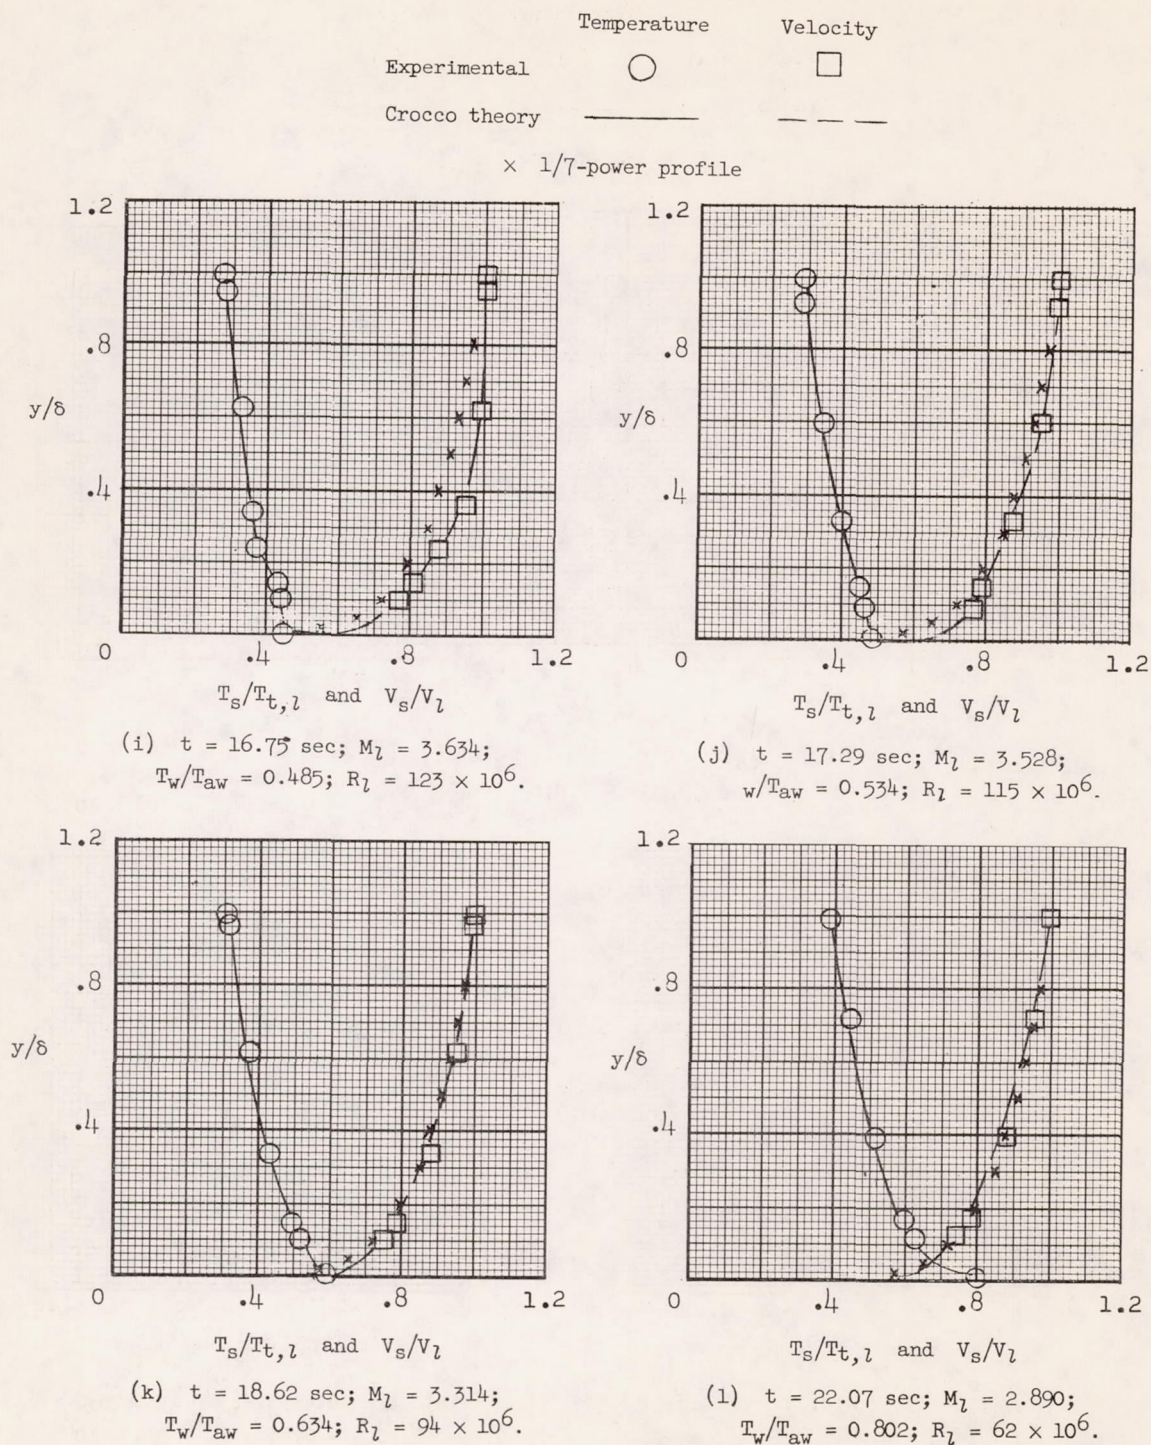 Temperature Velocity
Experimental
Crocco theory
× 1/7-power profile
1.2
.8
y/δ
.4
0 .4 .8 1.2
T_s/T_t,l and V_s/V_l
(i) t = 16.75 sec; M_l = 3.634;
T_w/T_aw = 0.485; R_l = 123 × 10^6.
1.2
.8
y/δ
.4
0 .4 .8 1.2
T_s/T_t,l and V_s/V_l
(j) t = 17.29 sec; M_l = 3.528;
w/T_aw = 0.534; R_l = 115 × 10^6.
1.2
.8
y/δ
.4
0 .4 .8 1.2
T_s/T_t,l and V_s/V_l
(k) t = 18.62 sec; M_l = 3.314;
T_w/T_aw = 0.634; R_l = 94 × 10^6.
1.2
.8
y/δ
.4
0 .4 .8 1.2
T_s/T_t,l and V_s/V_l
(l) t = 22.07 sec; M_l = 2.890;
T_w/T_aw = 0.802; R_l = 62 × 10^6.